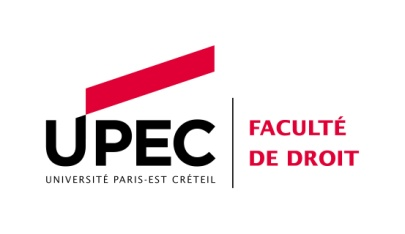 UPEC
UNIVERSITÉ PARIS-EST CRÉTEIL
FACULTÉ
DE DROIT